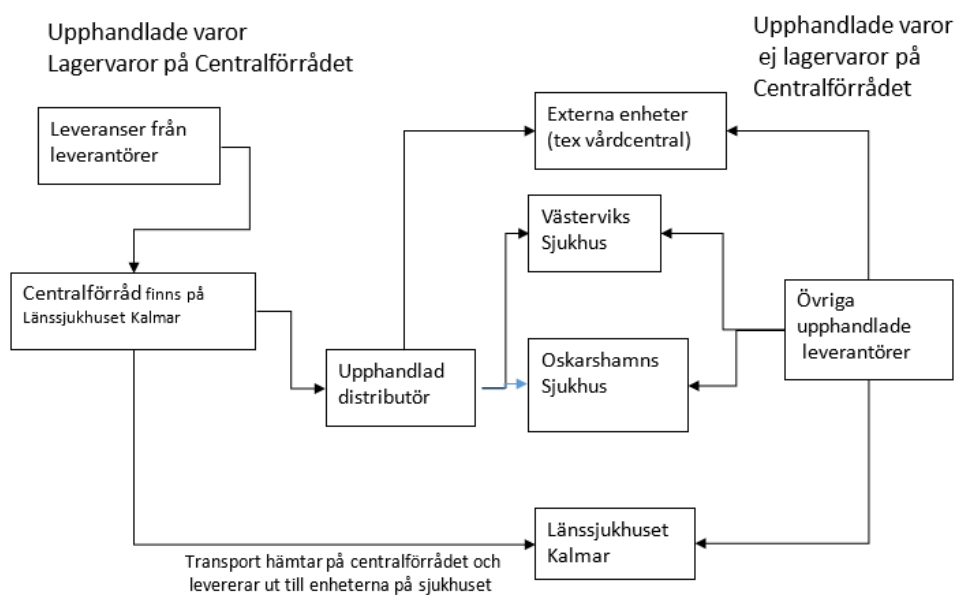 Upphandlade varor
Lagervaror på Centralförrådet
Upphandlade varor
ej lagervaror på
Centralförrådet
Leveranser från
leverantörer
Externa enheter
(tex vårdcentral)
Västerviks
Sjukhus
Centralförråd finns på
Länssjukhuset Kalmar
Övriga
upphandlade
leverantörer
Upphandlad
distributör
Oskarshamns
Sjukhus
Länssjukhuset
Kalmar
Transport hämtar på centralförrådet och
levererar ut till enheterna på sjukhuset